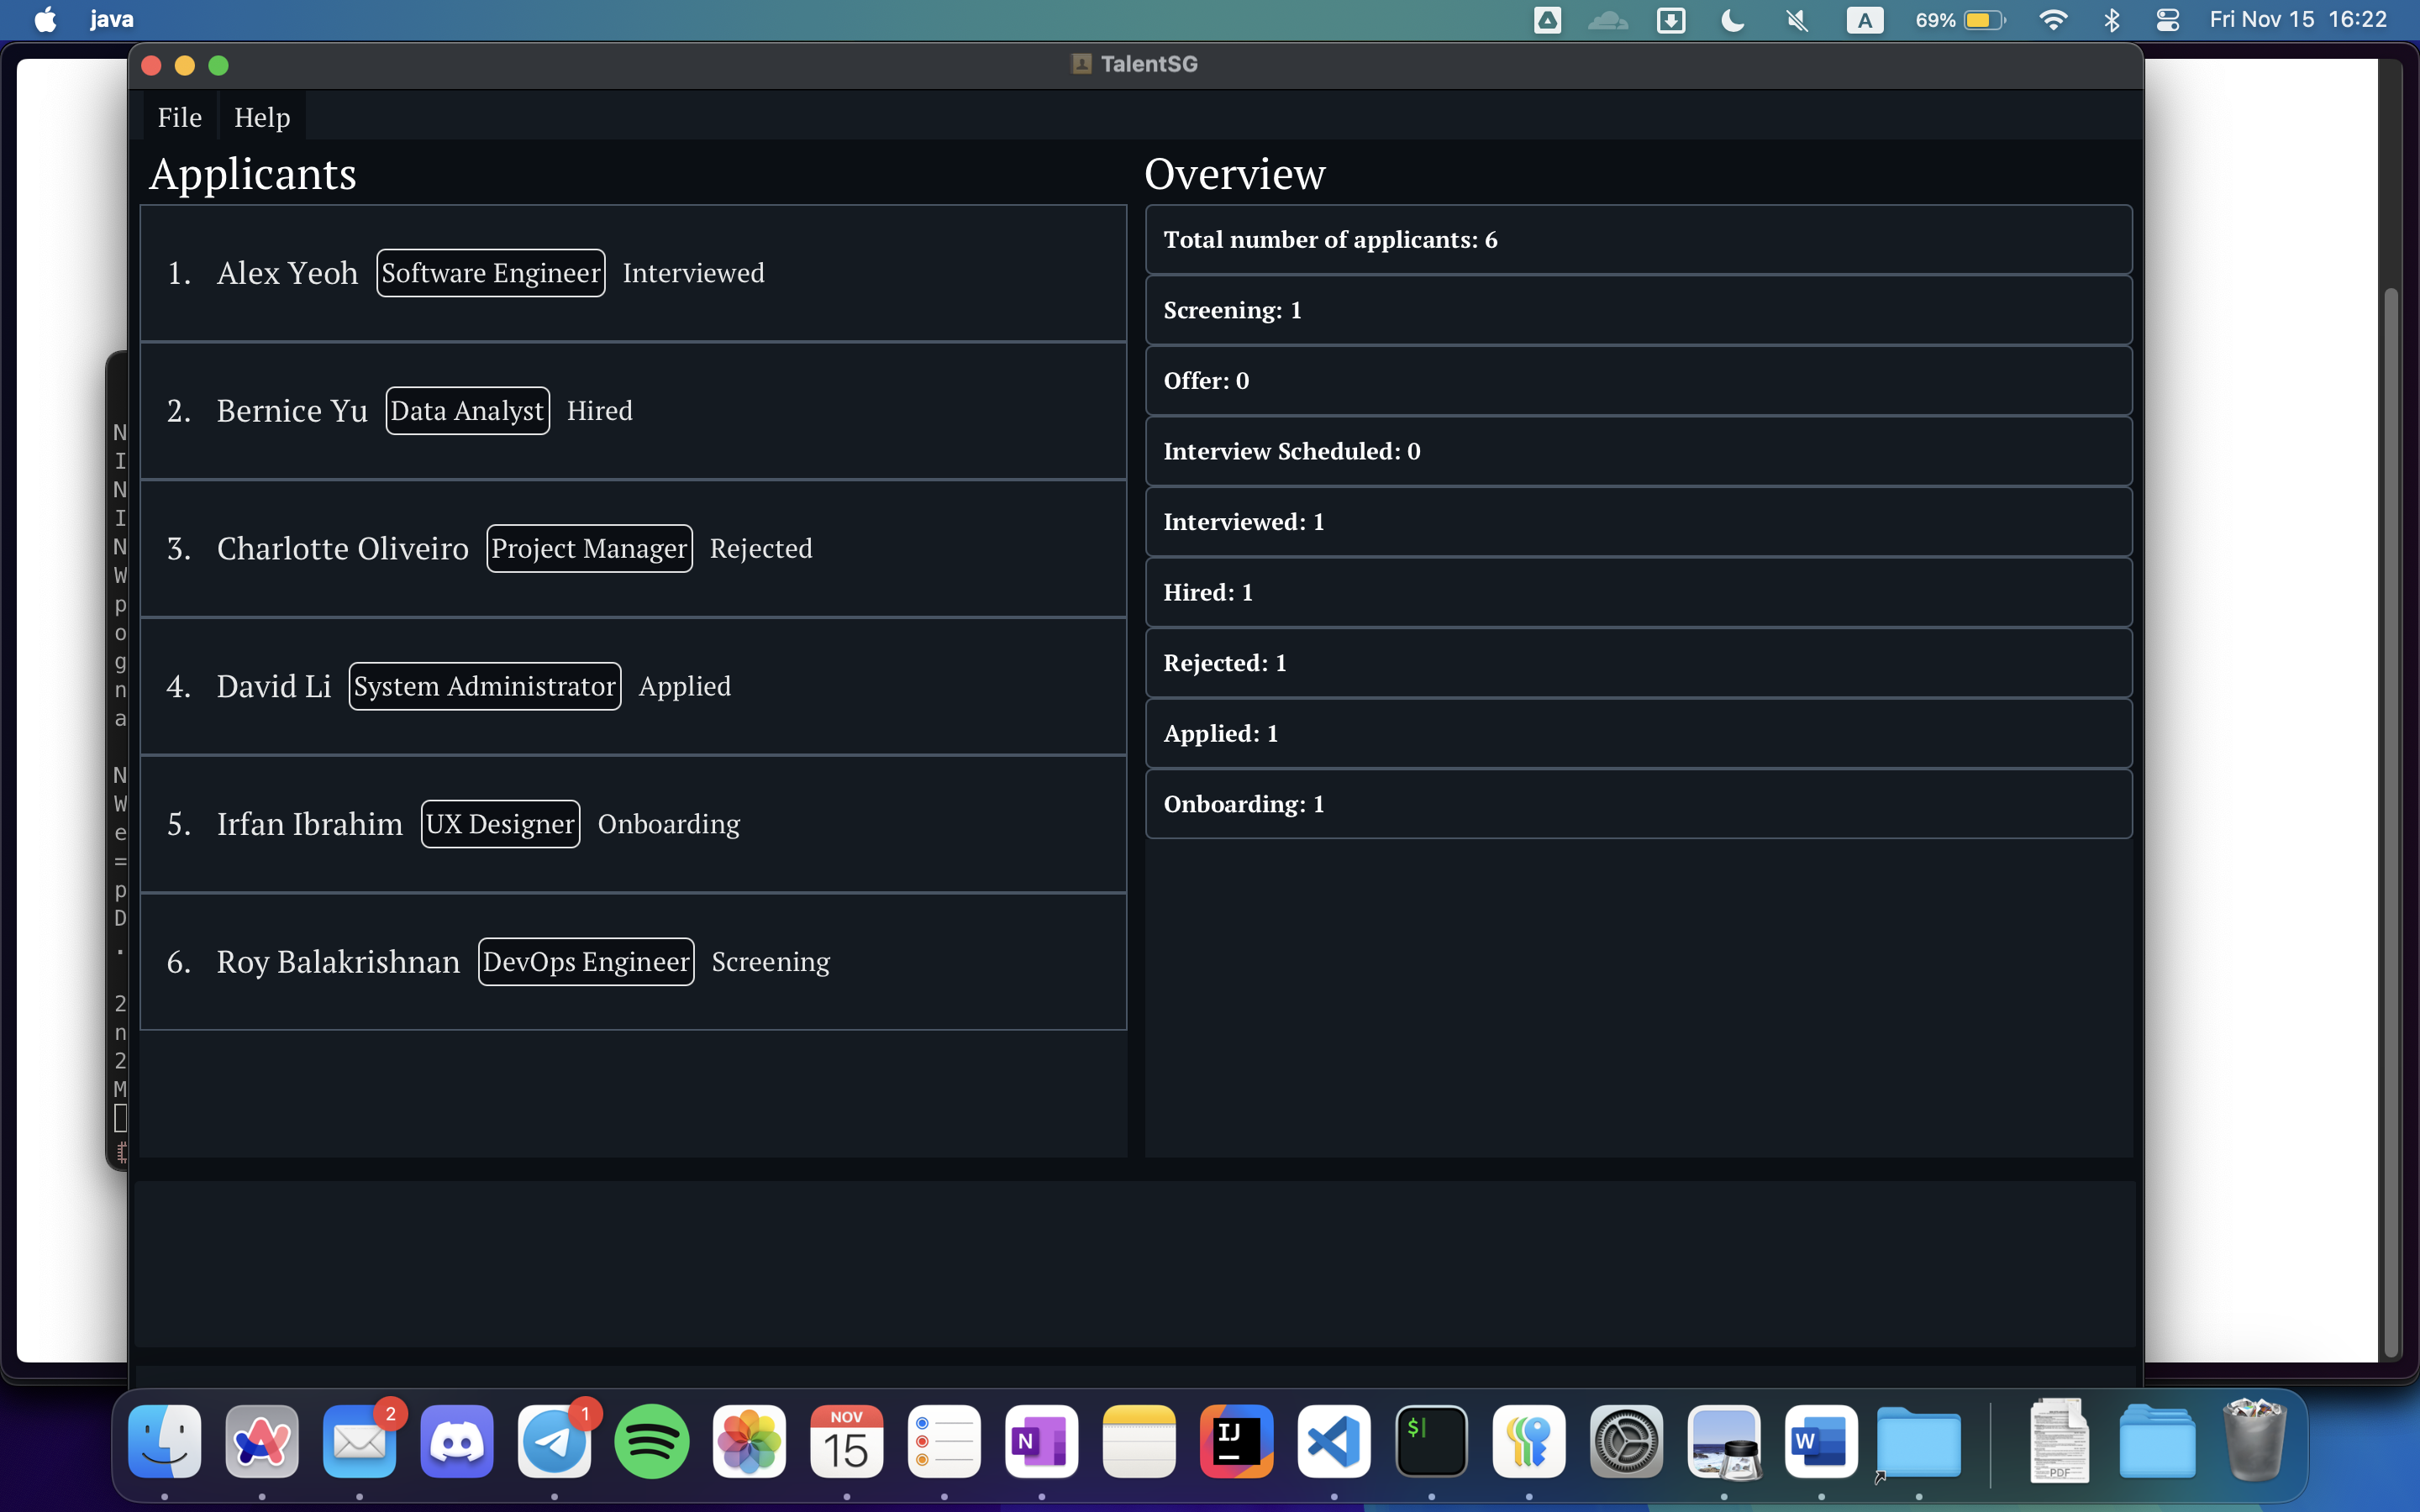 java
69%
Fri Nov 15 16:22
A
TalentSG
File Help
Applicants
1. Alex Yeoh Software Engineer Interviewed
2. Bernice Yu Data Analyst Hired
3. Charlotte Oliveiro Project Manager Rejected
4. David Li System Administrator Applied
5. Irfan Ibrahim UX Designer Onboarding
6. Roy Balakrishnan DevOps Engineer Screening
Overview
Total number of applicants: 6
Screening: 1
Offer: 0
Interview Scheduled: 0
Interviewed: 1
Hired: 1
Rejected: 1
Applied: 1
Onboarding: 1
N
I
N
I
N
W
p
o
g
n
a
N
W
e
=
p
D
.
2
n
2
M
2
1
NOV
15
N
IJ
$
W
PDF